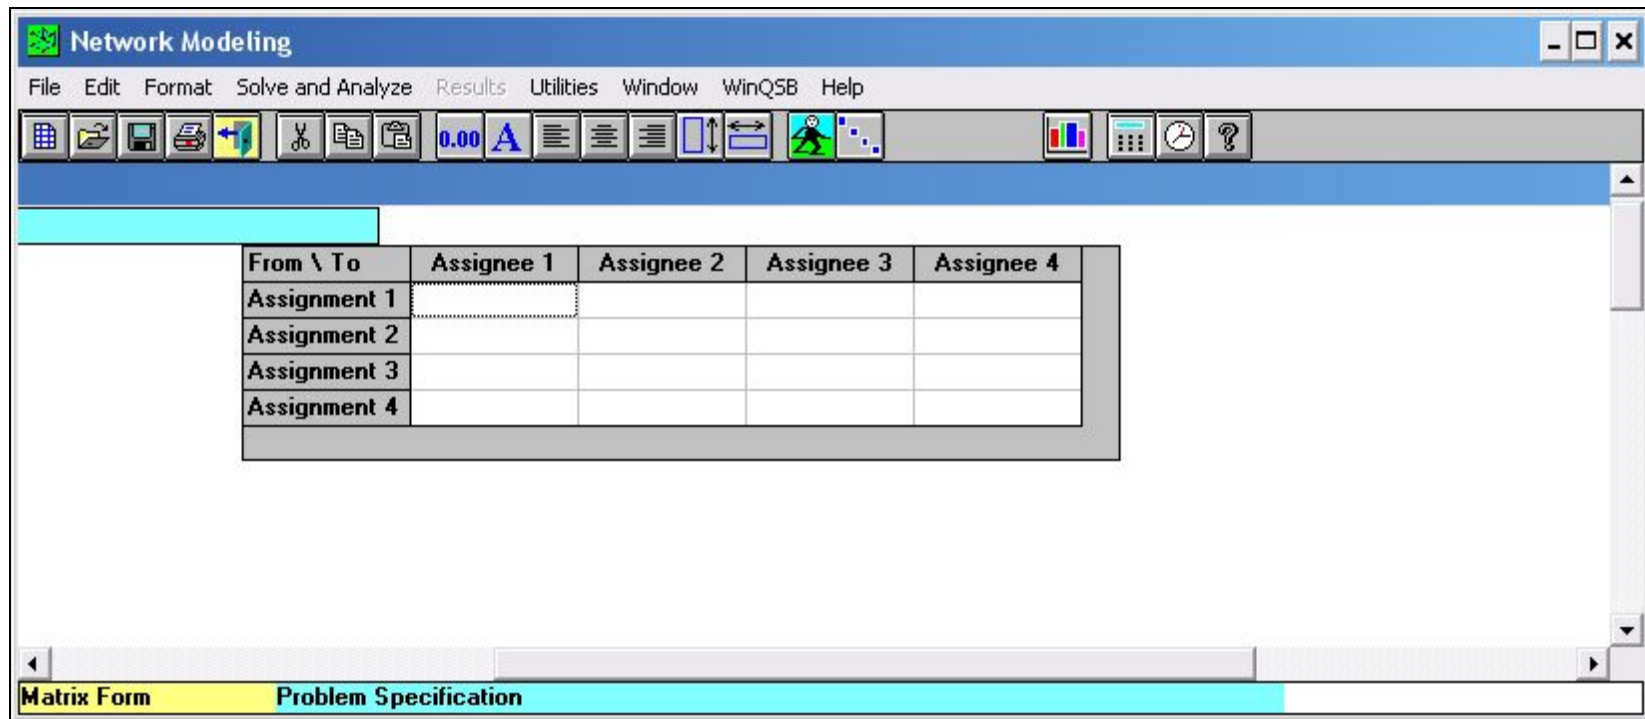 Network Modeling
File Edit Format Solve and Analyze Results Utilities Window WinQSB Help
0.00 A ?
From \ To Assignee 1 Assignee 2 Assignee 3 Assignee 4
Assignment 1
Assignment 2
Assignment 3
Assignment 4
Matrix Form Problem Specification